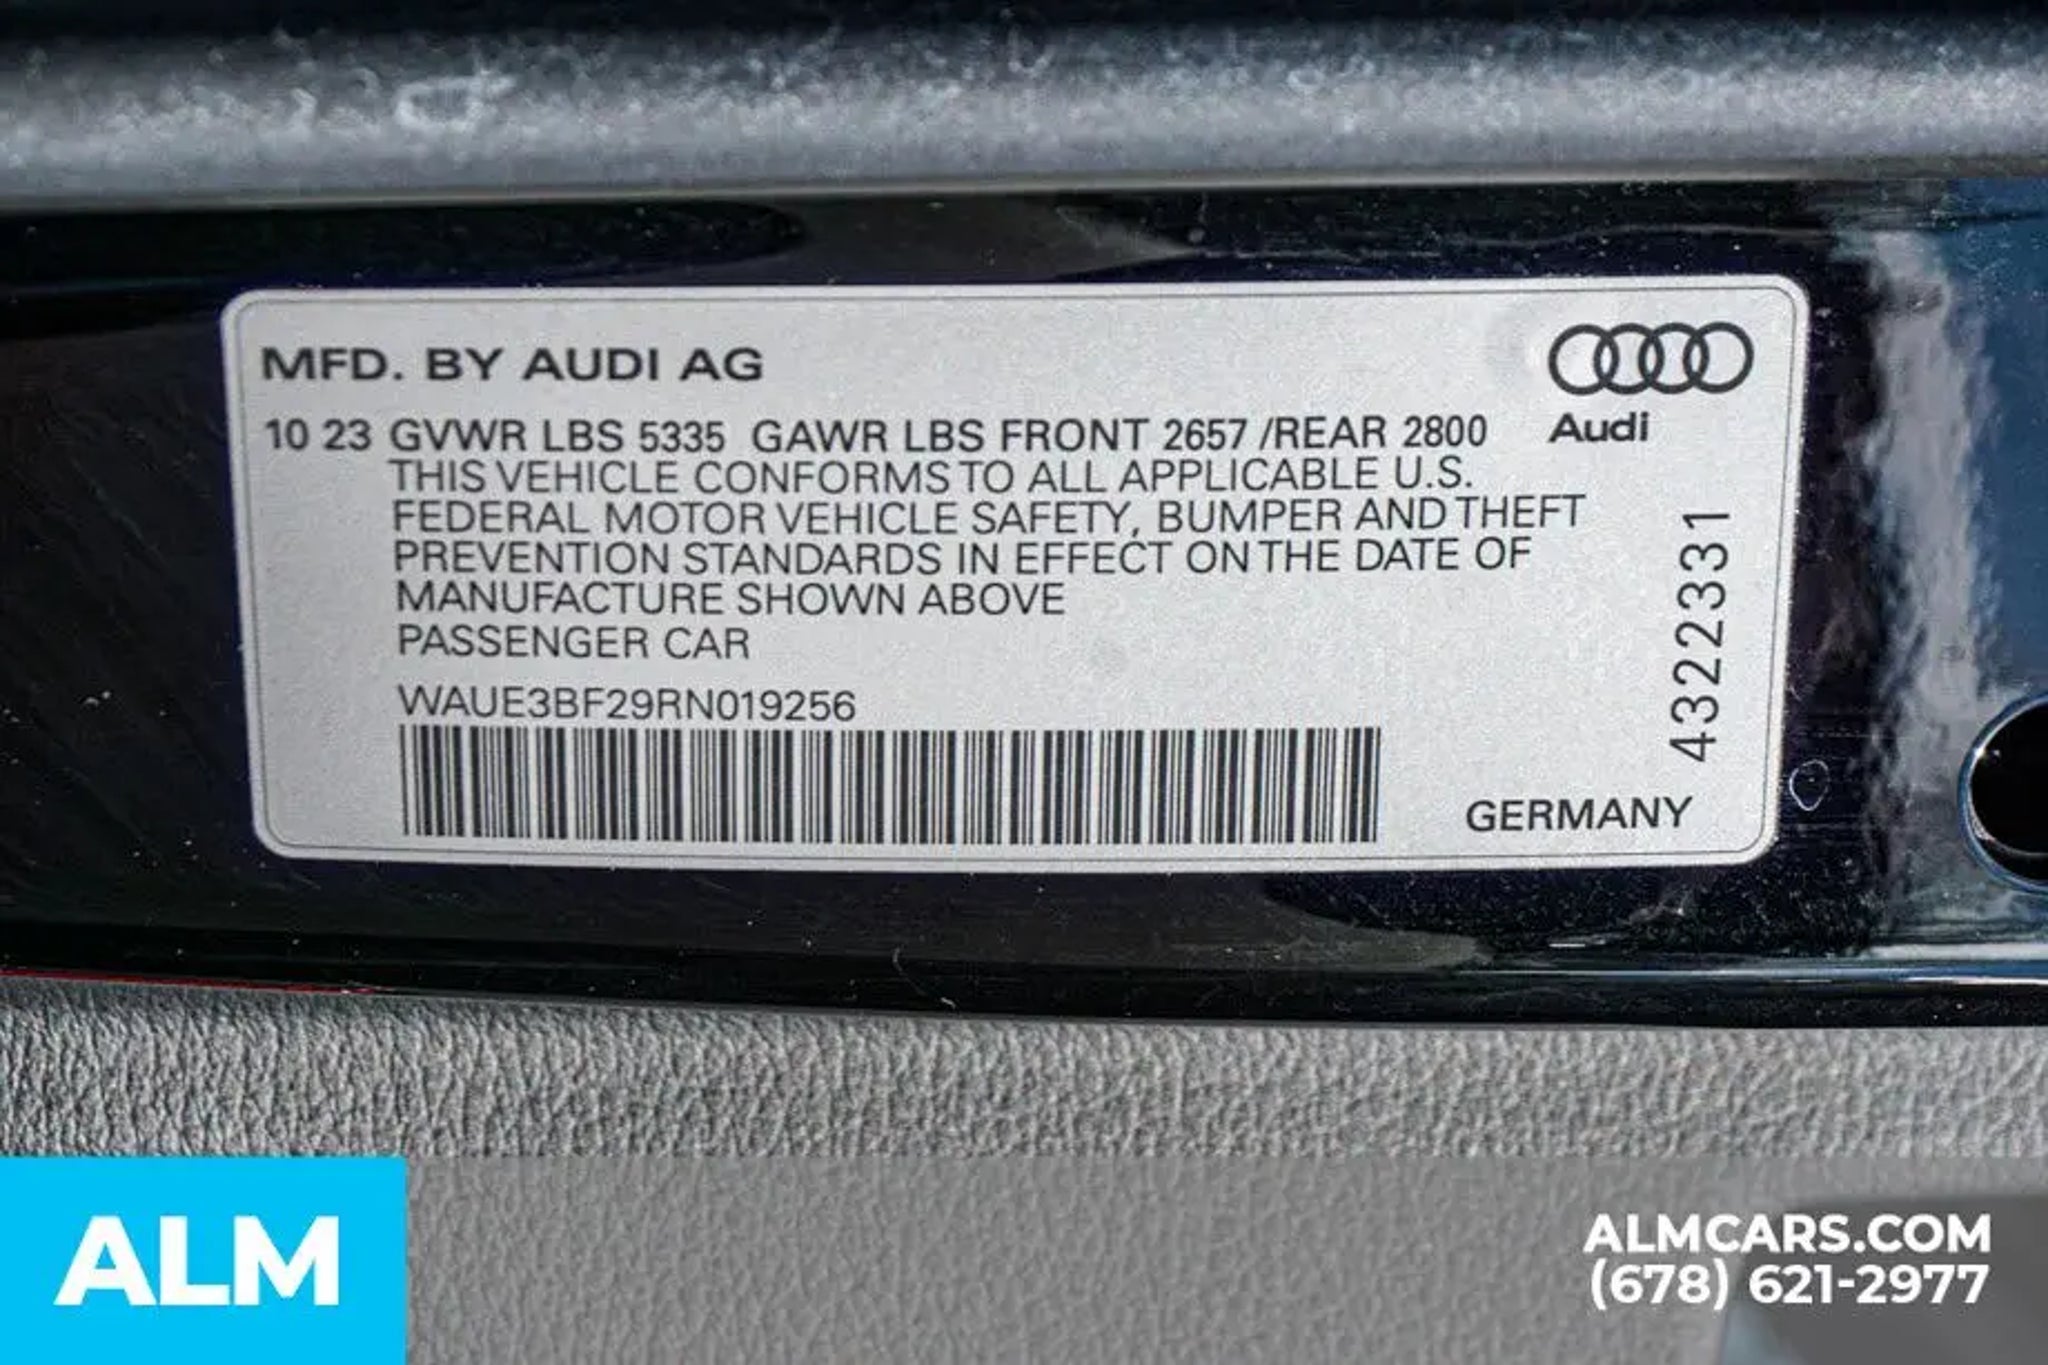 MFD. BY AUDI AG
Audi
10 23 GVWR LBS 5335 GAWR LBS FRONT 2657 /REAR 2800
THIS VEHICLE CONFORMS TO ALL APPLICABLE U.S.
FEDERAL MOTOR VEHICLE SAFETY, BUMPER AND THEFT
PREVENTION STANDARDS IN EFFECT ON THE DATE OF
MANUFACTURE SHOWN ABOVE
PASSENGER CAR
WAUE3BF29RN019256
4322331
GERMANY
ALM
ALMCARS.COM
(678) 621-2977